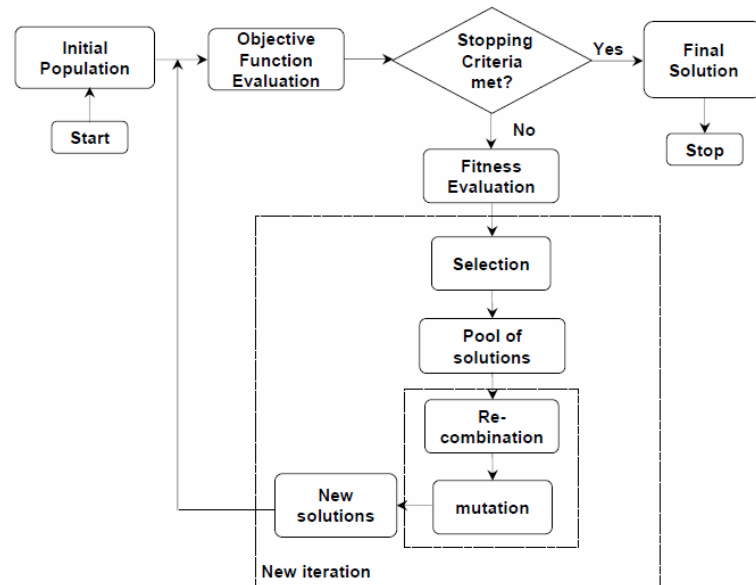 Initial
Population
Objective
Function
Evaluation
Stopping
Criteria
met?
Yes
Final
Solution
Start
No
Stop
Fitness
Evaluation
Selection
Pool of
solutions
Re-
combination
mutation
New
solutions
New iteration